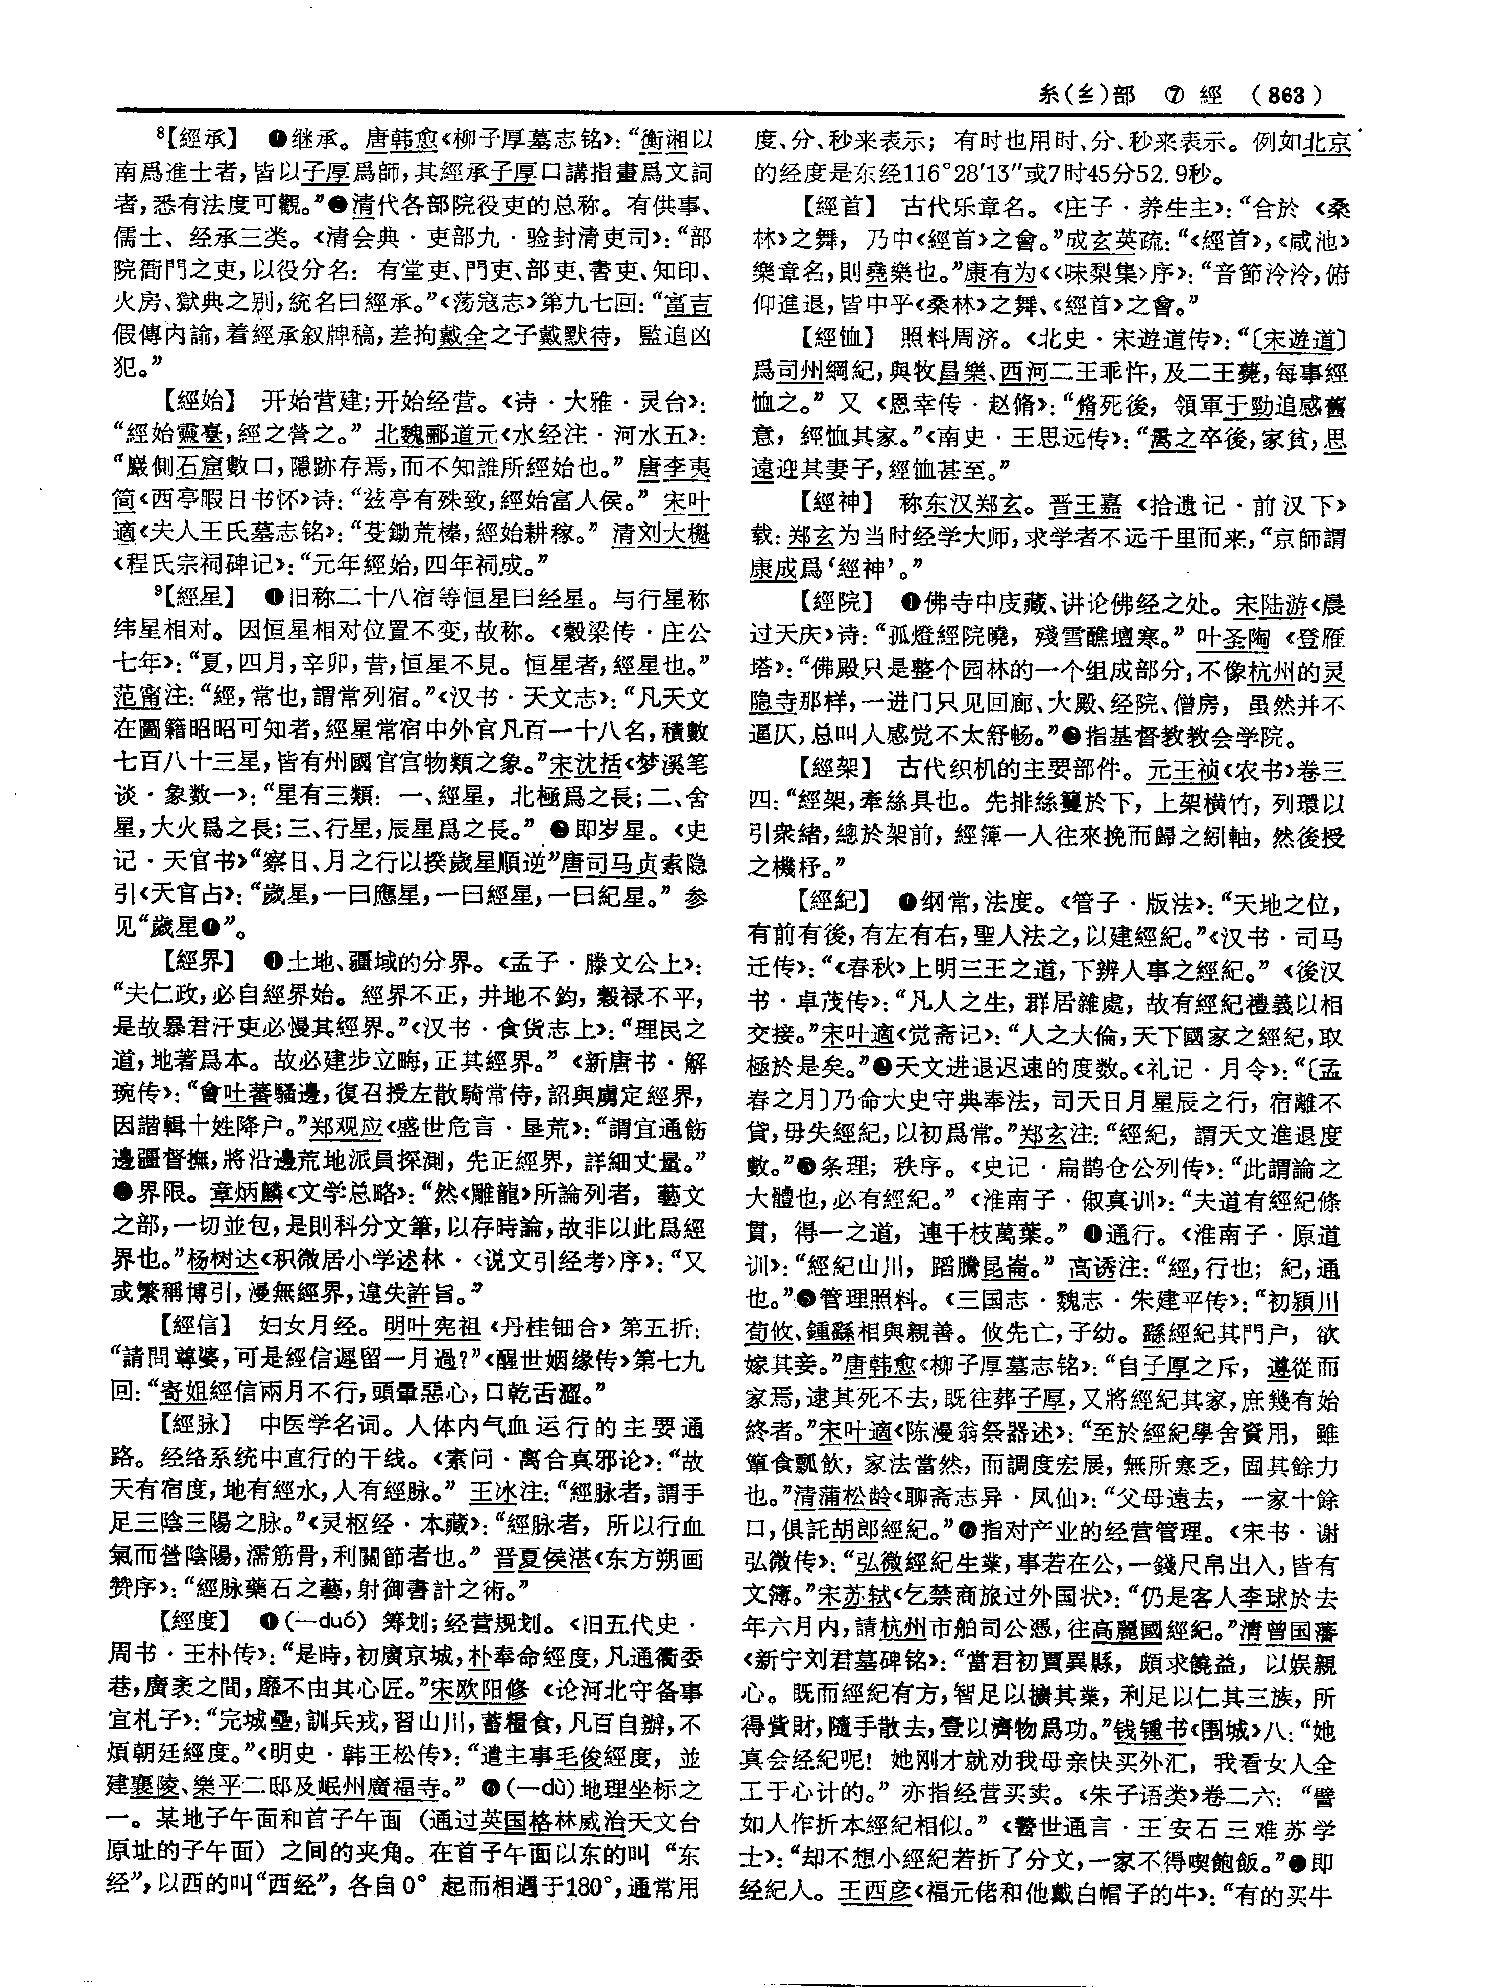 糸(糹)部 ⑦ 經 (863)
⁸【經承】 ❶继承。唐韩愈《柳子厚墓志铭》:“衡湘以
南爲進士者,皆以子厚爲師,其經承子厚口講指畫爲文詞
者,悉有法度可觀。”❷清代各部院役吏的总称。有供事、
儒士、经承三类。《清会典·吏部九·验封清吏司》:“部
院衙門之吏,以役分名:有堂吏、門吏、部吏、書吏、知印、
火房、獄典之别,統名曰經承。”《荡寇志》第九七回:“富吉
假傳内諭,着經承叙牌稿,差拘戴全之子戴默待,監追凶
犯。”
【經始】 开始营建;开始经营。《诗·大雅·灵台》:
“經始靈臺,經之營之。”北魏郦道元《水经注·河水五》:
“巖側石窟數口,隱跡存焉,而不知誰所經始也。”唐李夷
简《西亭暇日书怀》诗:“兹亭有殊致,經始富人侯。”宋叶
適《夫人王氏墓志铭》:“芟鋤荒榛,經始耕稼。”清刘大櫆
《程氏宗祠碑记》:“元年經始,四年祠成。”
⁹【經星】 ❶旧称二十八宿等恒星曰经星。与行星称
纬星相对。因恒星相对位置不变,故称。《穀梁传·庄公
七年》:“夏,四月,辛卯,昔,恒星不見。恒星者,經星也。”
范甯注:“經,常也,謂常列宿。”《汉书·天文志》:“凡天文
在圖籍昭昭可知者,經星常宿中外官凡百一十八名,積數
七百八十三星,皆有州國官宫物類之象。”宋沈括《梦溪笔
谈·象数一》:“星有三類:一、經星,北極爲之長;二、舍
星,大火爲之長;三、行星,辰星爲之長。”❷即岁星。《史
记·天官书》“察日、月之行以揆歲星順逆”唐司马贞索隐
引《天官占》:“歲星,一曰應星,一曰經星,一曰紀星。”参
见“歲星❶”。
【經界】 ❶土地、疆域的分界。《孟子·滕文公上》:
“夫仁政,必自經界始。經界不正,井地不鈞,穀禄不平,
是故暴君汙吏必慢其經界。”《汉书·食货志上》:“理民之
道,地著爲本。故必建步立畮,正其經界。”《新唐书·解
琬传》:“會吐蕃騷邊,復召授左散騎常侍,詔與虜定經界,
因諧輯十姓降户。”郑观应《盛世危言·垦荒》:“謂宜通飭
邊疆督撫,將沿邊荒地派員探測,先正經界,詳細丈量。”
❷界限。章炳麟《文学总略》:“然《雕龍》所論列者,藝文
之部,一切並包,是則科分文筆,以存時論,故非以此爲經
界也。”杨树达《积微居小学述林·〈说文引经考〉序》:“又
或繁稱博引,漫無經界,違失許旨。”
【經信】 妇女月经。明叶宪祖《丹桂钿合》第五折:
“請問尊婆,可是經信遲留一月過?”《醒世姻缘传》第七九
回:“寄姐經信兩月不行,頭暈惡心,口乾舌澀。”
【經脉】 中医学名词。人体内气血运行的主要通
路。经络系统中直行的干线。《素问·离合真邪论》:“故
天有宿度,地有經水,人有經脉。”王冰注:“經脉者,謂手
足三陰三陽之脉。”《灵枢经·本藏》:“經脉者,所以行血
氣而營陰陽,濡筋骨,利關節者也。”晋夏侯湛《东方朔画
赞序》:“經脉藥石之藝,射御書計之術。”
【經度】 ❶(—duó)筹划;经营规划。《旧五代史·
周书·王朴传》:“是時,初廣京城,朴奉命經度,凡通衢委
巷,廣袤之間,靡不由其心匠。”宋欧阳修《论河北守备事
宜札子》:“完城壘,訓兵戎,習山川,蓄糧食,凡百自辦,不
煩朝廷經度。”《明史·韩王松传》:“遣主事毛俊經度,並
建襄陵、樂平二邸及岷州廣福寺。”❷(—dù)地理坐标之
一。某地子午面和首子午面(通过英国格林威治天文台
原址的子午面)之间的夹角。在首子午面以东的叫“东
经”,以西的叫“西经”,各自0°起而相遇于180°,通常用
度、分、秒来表示;有时也用时、分、秒来表示。例如北京
的经度是东经116°28′13″或7时45分52.9秒。
【經首】 古代乐章名。《庄子·养生主》:“合於《桑
林》之舞,乃中《經首》之會。”成玄英疏:“《經首》,《咸池》
樂章名,則堯樂也。”康有为《〈味梨集〉序》:“音節泠泠,俯
仰進退,皆中乎《桑林》之舞、《經首》之會。”
【經恤】 照料周济。《北史·宋遊道传》:“〔宋遊道〕
爲司州綱紀,與牧昌樂、西河二王乖忤,及二王薨,每事經
恤之。”又《恩幸传·赵脩》:“脩死後,領軍于勁追感舊
意,經恤其家。”《南史·王思远传》:“暠之卒後,家貧,思
遠迎其妻子,經恤甚至。”
【經神】 称东汉郑玄。晋王嘉《拾遗记·前汉下》
载:郑玄为当时经学大师,求学者不远千里而来,“京師謂
康成爲‘經神’。”
【經院】 ❶佛寺中庋藏、讲论佛经之处。宋陆游《晨
过天庆》诗:“孤燈經院曉,殘雪醮壇寒。”叶圣陶《登雁
塔》:“佛殿只是整个园林的一个组成部分,不像杭州的灵
隐寺那样,一进门只见回廊、大殿、经院、僧房,虽然并不
逼仄,总叫人感觉不太舒畅。”❷指基督教教会学院。
【經架】 古代织机的主要部件。元王祯《农书》卷三
四:“經架,牽絲具也。先排絲籰於下,上架横竹,列環以
引衆緒,總於架前,經簿一人往來挽而歸之紖軸,然後授
之機杼。”
【經紀】 ❶纲常,法度。《管子·版法》:“天地之位,
有前有後,有左有右,聖人法之,以建經紀。”《汉书·司马
迁传》:“《春秋》上明三王之道,下辨人事之經紀。”《後汉
书·卓茂传》:“凡人之生,群居雜處,故有經紀禮義以相
交接。”宋叶適《觉斋记》:“人之大倫,天下國家之經紀,取
極於是矣。”❷天文进退迟速的度数。《礼记·月令》:“〔孟
春之月〕乃命大史守典奉法,司天日月星辰之行,宿離不
貸,毋失經紀,以初爲常。”郑玄注:“經紀,謂天文進退度
數。”❸条理;秩序。《史记·扁鹊仓公列传》:“此謂論之
大體也,必有經紀。”《淮南子·俶真训》:“夫道有經紀條
貫,得一之道,連千枝萬葉。”❹通行。《淮南子·原道
训》:“經紀山川,蹈騰昆崙。”高诱注:“經,行也;紀,通
也。”❺管理照料。《三国志·魏志·朱建平传》:“初潁川
荀攸、鍾繇相與親善。攸先亡,子幼。繇經紀其門户,欲
嫁其妾。”唐韩愈《柳子厚墓志铭》:“自子厚之斥,遵從而
家焉,逮其死不去,既往葬子厚,又將經紀其家,庶幾有始
終者。”宋叶適《陈漫翁祭器述》:“至於經紀學舍資用,雖
簞食瓢飲,家法當然,而調度宏展,無所寒乏,固其餘力
也。”清蒲松龄《聊斋志异·凤仙》:“父母遠去,一家十餘
口,俱託胡郎經紀。”❻指对产业的经营管理。《宋书·谢
弘微传》:“弘微經紀生業,事若在公,一錢尺帛出入,皆有
文簿。”宋苏轼《乞禁商旅过外国状》:“仍是客人李球於去
年六月内,請杭州市舶司公憑,往高麗國經紀。”清曾国藩
《新宁刘君墓碑铭》:“當君初賈異縣,頗求饒益,以娱親
心。既而經紀有方,智足以擴其業,利足以仁其三族,所
得貲財,隨手散去,壹以濟物爲功。”钱锺书《围城》八:“她
真会经紀呢!她刚才就劝我母亲快买外汇,我看女人全
工于心计的。”亦指经营买卖。《朱子语类》卷二六:“譬
如人作折本經紀相似。”《警世通言·王安石三难苏学
士》:“却不想小經紀若折了分文,一家不得喫飽飯。”❼即
经紀人。王西彦《福元佬和他戴白帽子的牛》:“有的买牛